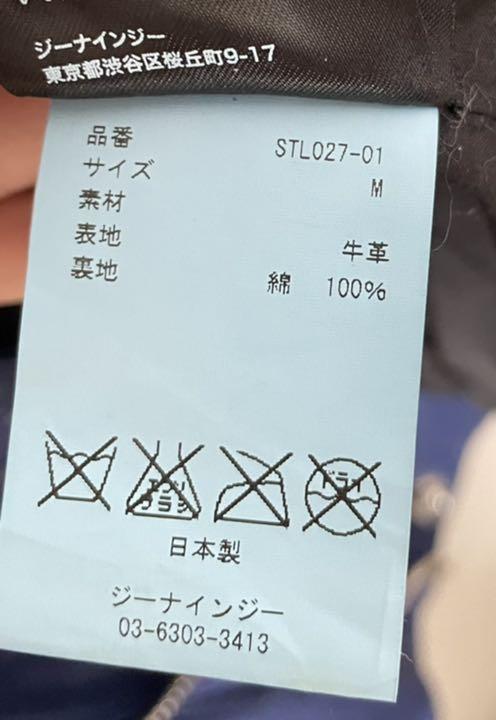 ジーナインジー
東京都渋谷区桜丘町9-17
品番 STL027-01
サイズ M
素材
表地 牛革
裏地 綿 100%
日本製
ジーナインジー
03-6303-3413